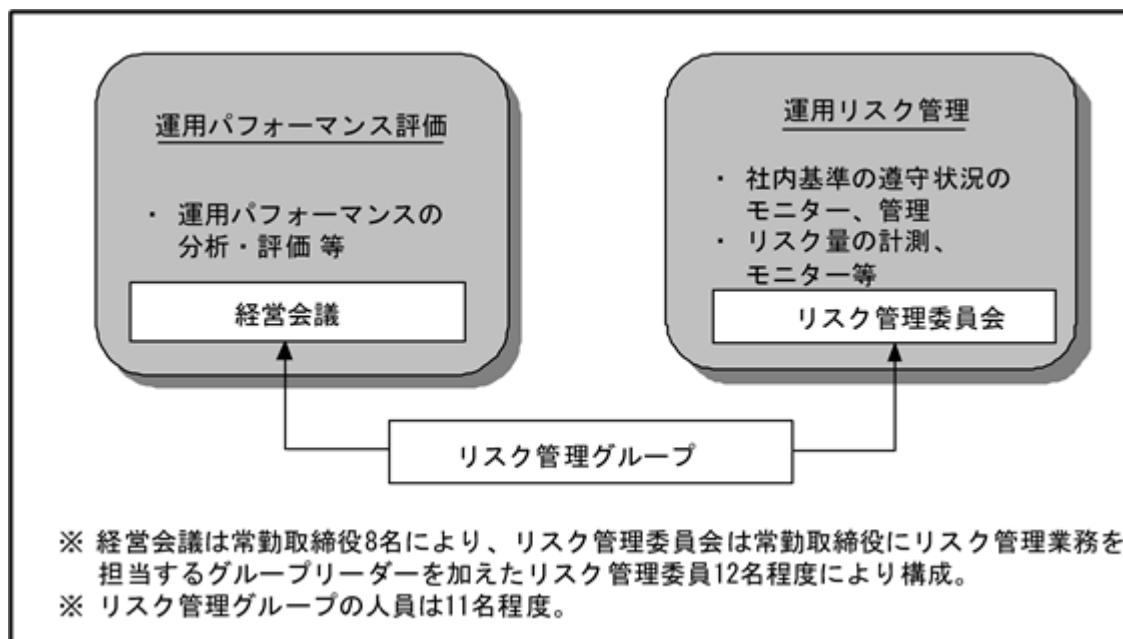 運用パフォーマンス評価
・ 運用パフォーマンスの
分析・評価 等
経営会議
運用リスク管理
・ 社内基準の遵守状況の
モニター、管理
・ リスク量の計測、
モニター等
リスク管理委員会
リスク管理グループ
※ 経営会議は常勤取締役8名により、リスク管理委員会は常勤取締役にリスク管理業務を
担当するグループリーダーを加えたリスク管理委員12名程度により構成。
※ リスク管理グループの人員は11名程度。